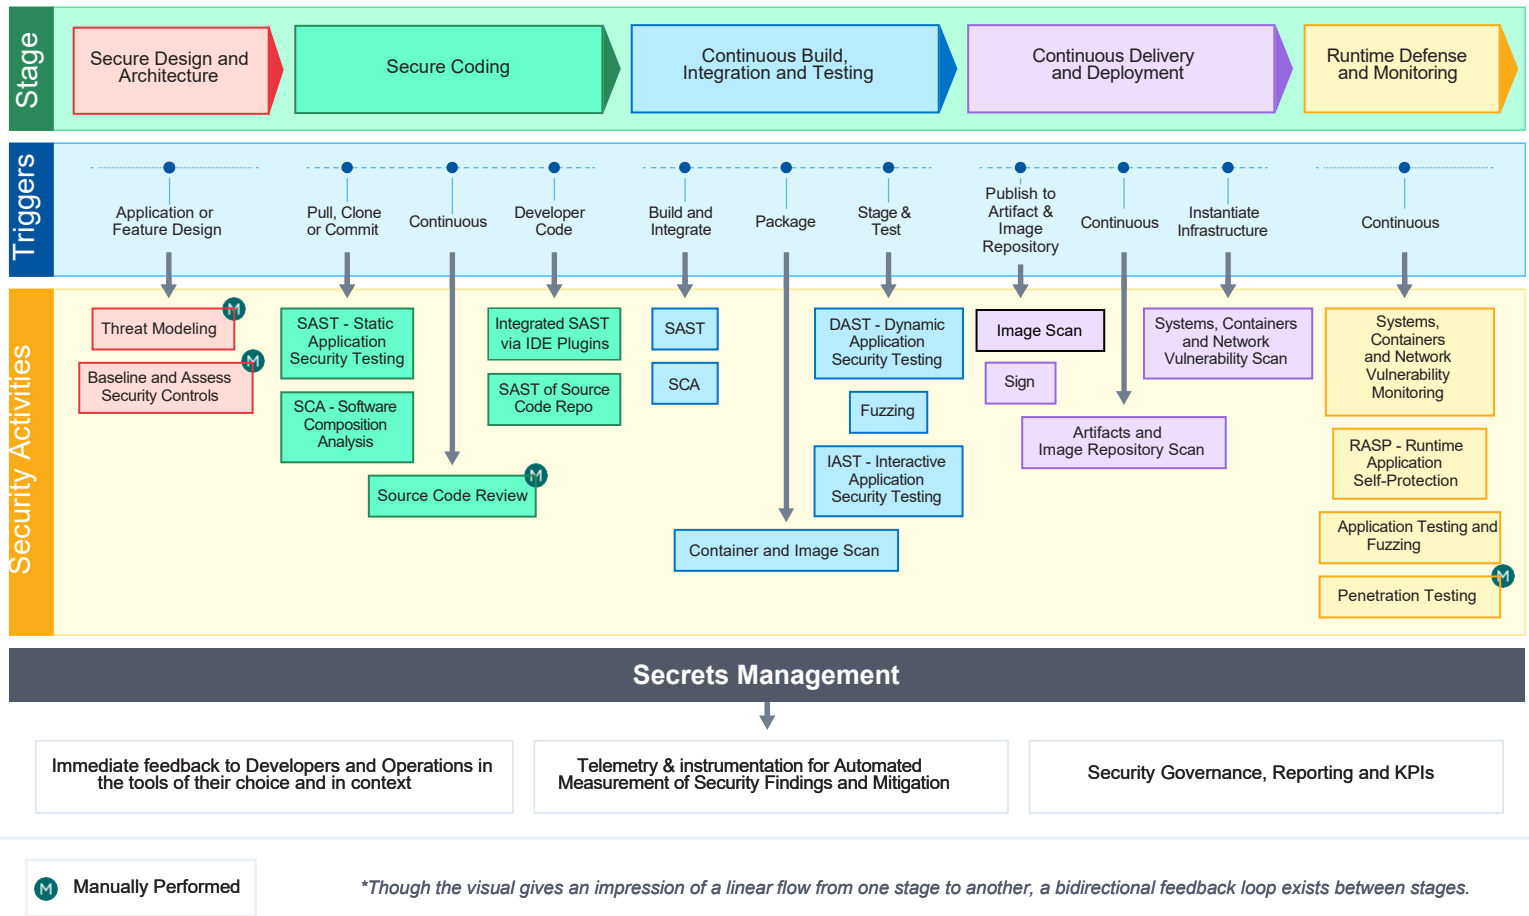 Stage
Secure Design and
Architecture
Secure Coding
Continuous Build,
Integration and Testing
Continuous Delivery
and Deployment
Runtime Defense
and Monitoring
Triggers
Application or
Feature Design
Pull, Clone
or Commit
Continuous
Developer
Code
Build and
Integrate
Package
Stage &
Test
Publish to
Artifact &
Image
Repository
Continuous
Instantiate
Infrastructure
Continuous
Security Activities
Threat Modeling
M
Baseline and Assess
Security Controls
M
SAST - Static
Application
Security Testing
SCA - Software
Composition
Analysis
Source Code Review
M
Integrated SAST
via IDE Plugins
SAST of Source
Code Repo
SAST
SCA
Container and Image Scan
DAST - Dynamic
Application
Security Testing
Fuzzing
IAST - Interactive
Application
Security Testing
Image Scan
Sign
Artifacts and
Image Repository Scan
Systems, Containers
and Network
Vulnerability Scan
Systems,
Containers
and Network
Vulnerability
Monitoring
RASP - Runtime
Application
Self-Protection
Application Testing and
Fuzzing
Penetration Testing
M
Secrets Management
Immediate feedback to Developers and Operations in
the tools of their choice and in context
Telemetry & instrumentation for Automated
Measurement of Security Findings and Mitigation
Security Governance, Reporting and KPIs
M Manually Performed
*Though the visual gives an impression of a linear flow from one stage to another, a bidirectional feedback loop exists between stages.